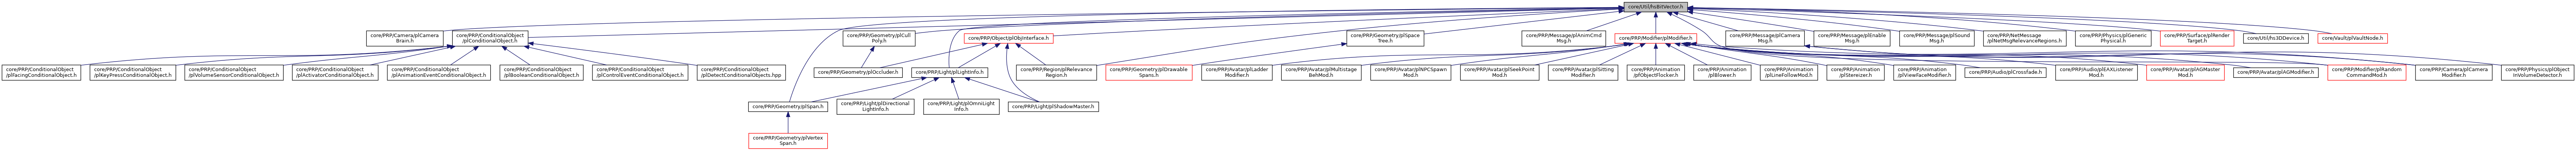 core/Util/hsBitVector.h
core/PRP/Camera/plCamera
Brain.h
core/PRP/ConditionalObject
/plConditionalObject.h
core/PRP/Geometry/plCull
Poly.h
core/PRP/Object/plObjInterface.h
core/PRP/Geometry/plSpace
Tree.h
core/PRP/Message/plAnimCmd
Msg.h
core/PRP/Modifier/plModifier.h
core/PRP/Message/plCamera
Msg.h
core/PRP/Message/plEnable
Msg.h
core/PRP/Message/plSound
Msg.h
core/PRP/NetMessage
/plNetMsgRelevanceRegions.h
core/PRP/Physics/plGeneric
Physical.h
core/PRP/Surface/plRender
Target.h
core/Util/hs3DDevice.h
core/Vault/plVaultNode.h
core/PRP/ConditionalObject
/plFacingConditionalObject.h
core/PRP/ConditionalObject
/plKeyPressConditionalObject.h
core/PRP/ConditionalObject
/plVolumeSensorConditionalObject.h
core/PRP/ConditionalObject
/plActivatorConditionalObject.h
core/PRP/ConditionalObject
/plAnimationEventConditionalObject.h
core/PRP/ConditionalObject
/plBooleanConditionalObject.h
core/PRP/ConditionalObject
/plControlEventConditionalObject.h
core/PRP/ConditionalObject
/plDetectConditionalObjects.hpp
core/PRP/Geometry/plOccluder.h
core/PRP/Light/plLightInfo.h
core/PRP/Region/plRelevance
Region.h
core/PRP/Geometry/plDrawable
Spans.h
core/PRP/Avatar/plLadder
Modifier.h
core/PRP/Avatar/plMultistage
BehMod.h
core/PRP/Avatar/plNPCSpawn
Mod.h
core/PRP/Avatar/plSeekPoint
Mod.h
core/PRP/Avatar/plSitting
Modifier.h
core/PRP/Animation
/pfObjectFlocker.h
core/PRP/Animation
/plBlower.h
core/PRP/Animation
/plLineFollowMod.h
core/PRP/Animation
/plStereizer.h
core/PRP/Animation
/plViewFaceModifier.h
core/PRP/Audio/plCrossfade.h
core/PRP/Audio/plEAXListener
Mod.h
core/PRP/Avatar/plAGMaster
Mod.h
core/PRP/Avatar/plAGModifier.h
core/PRP/Modifier/plRandom
CommandMod.h
core/PRP/Camera/plCamera
Modifier.h
core/PRP/Physics/plObject
InVolumeDetector.h
core/PRP/Geometry/plSpan.h
core/PRP/Light/plDirectional
LightInfo.h
core/PRP/Light/plOmniLight
Info.h
core/PRP/Light/plShadowMaster.h
core/PRP/Geometry/plVertex
Span.h